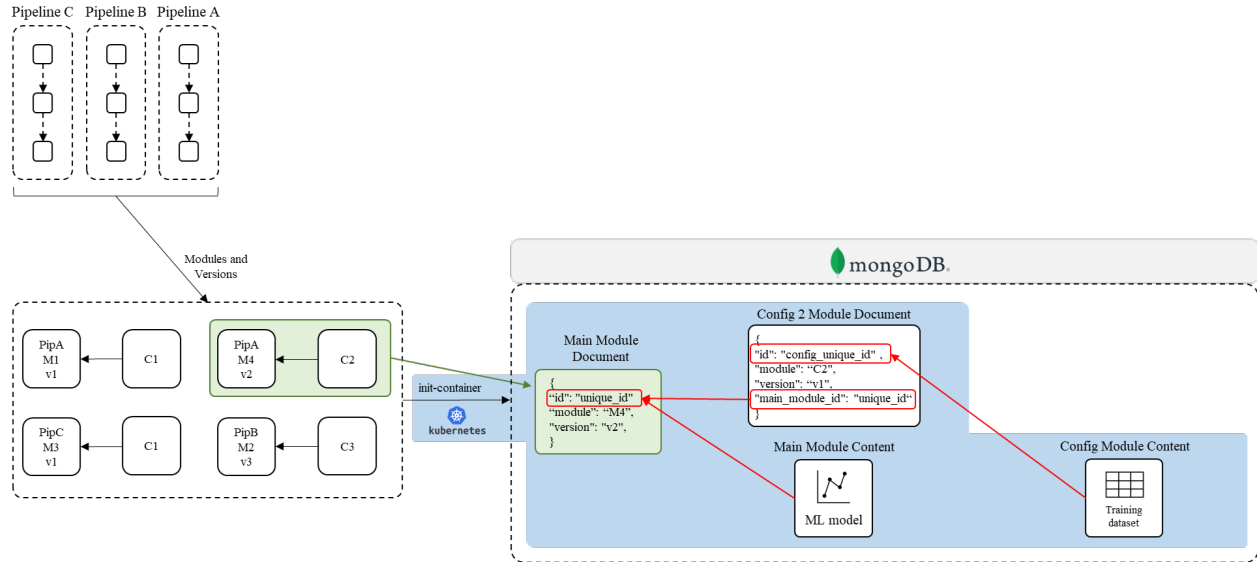 Pipeline C
Pipeline B
Pipeline A
Modules and
Versions
mongoDB.
PipA
M1
v1
C1
PipA
M4
v2
C2
PipC
M3
v1
C1
PipB
M2
v3
C3
init-container
kubernetes
Main Module
Document
{
"id": "unique_id"
"module": "M4",
"version": "v2",
}
Config 2 Module Document
{
"id": "config_unique_id" ,
"module": "C2",
"version": "v1",
"main_module_id": "unique_id"
}
Main Module Content
ML model
Config Module Content
Training
dataset